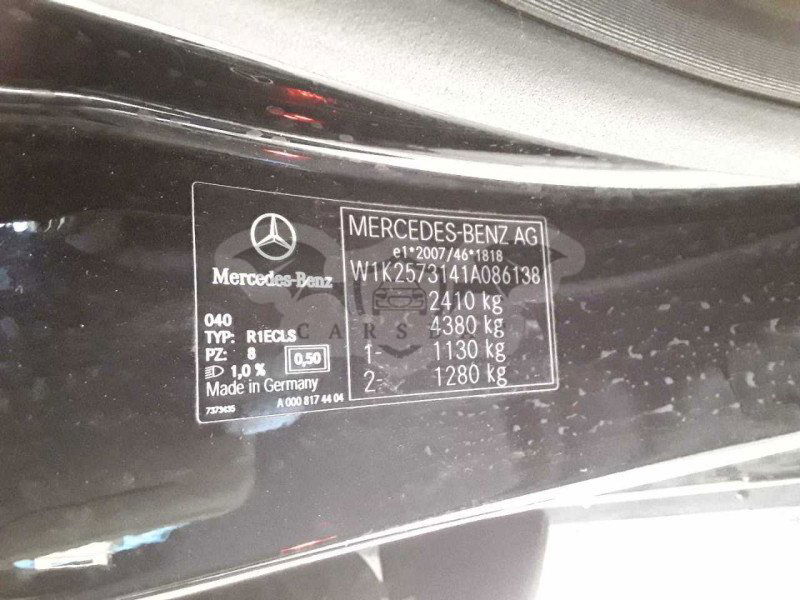 Mercedes-Benz
040
TYP: R1ECLS
PZ: 8
0,50
1,0 %
Made in Germany
7373435
A 000 817 44 04
MERCEDES-BENZ AG
e1*2007/46*1818
W1K2573141A086138
2410 kg
4380 kg
1- 1130 kg
2- 1280 kg